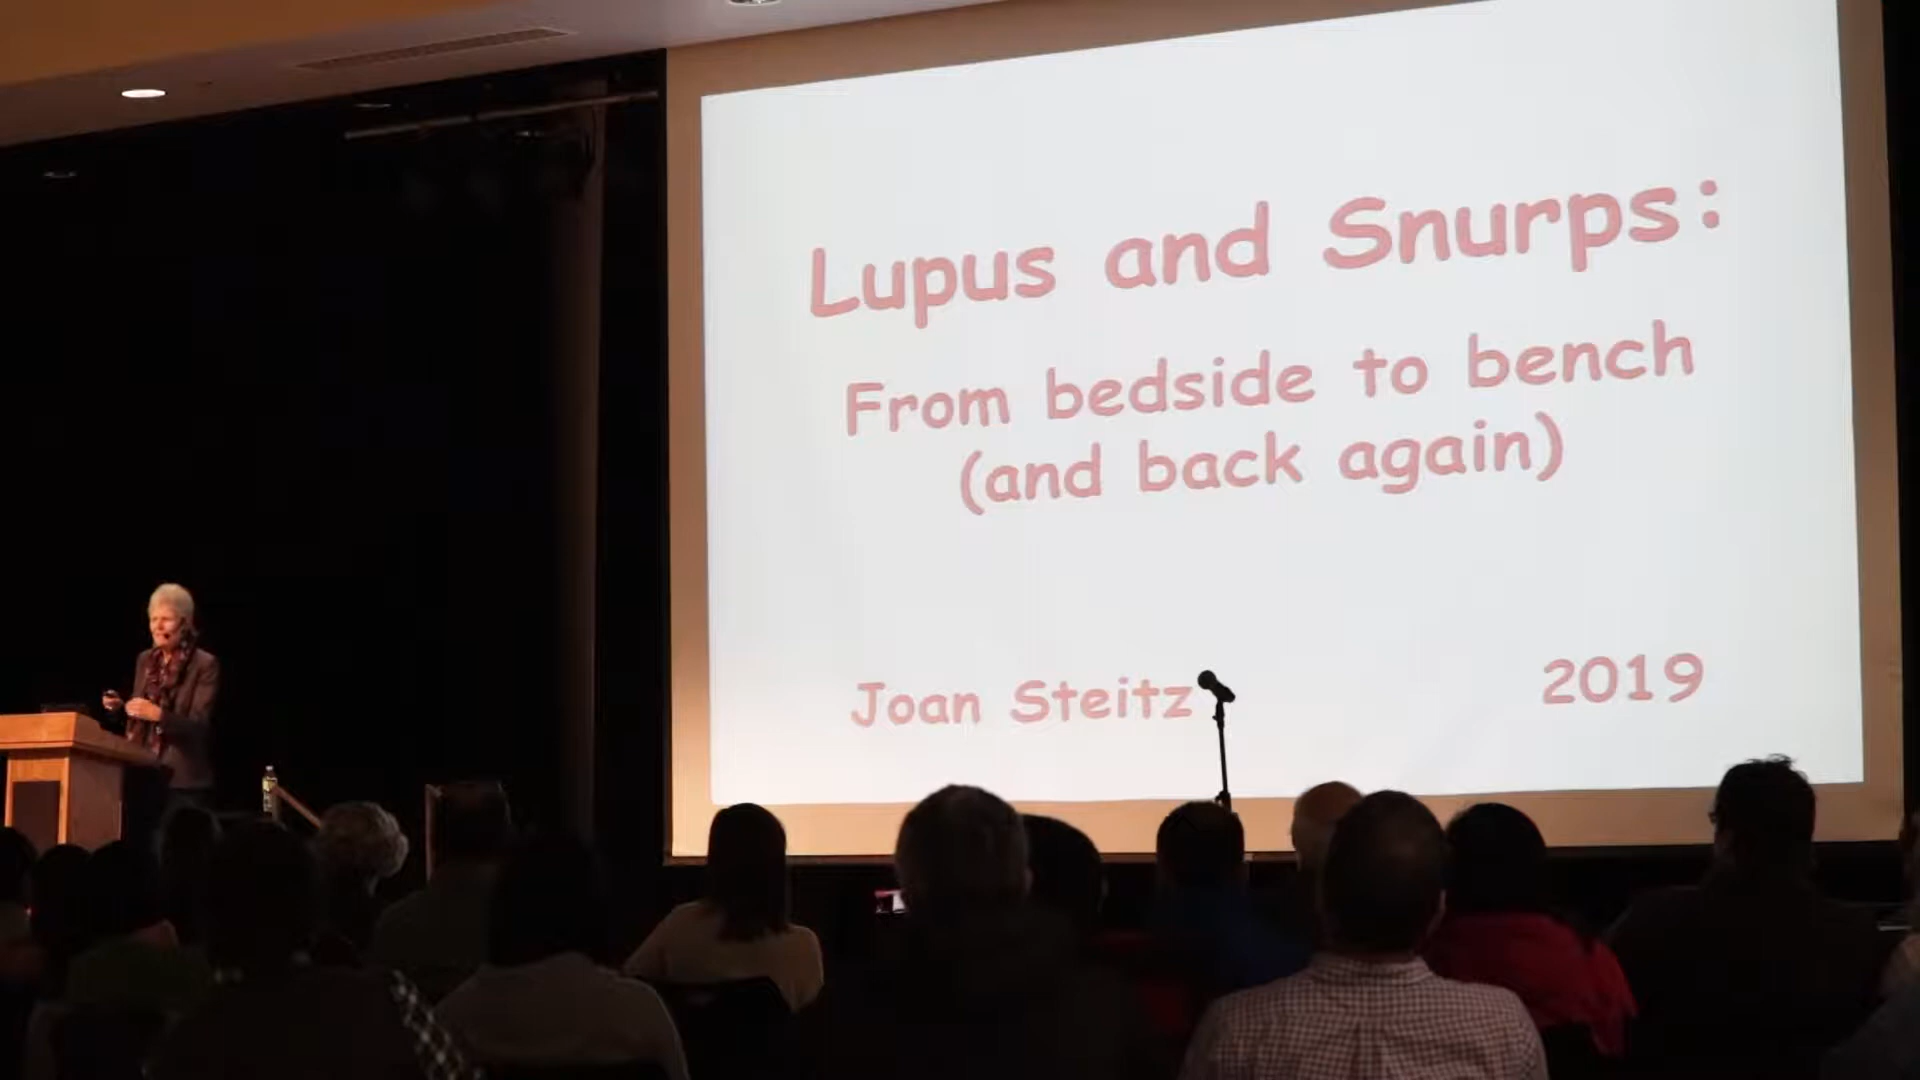 Lupus and Snurps:
From bedside to bench
(and back again)
Joan Steitz 2019